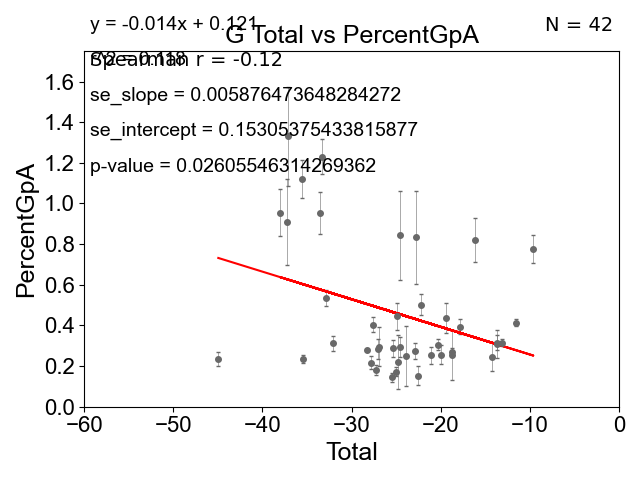 y = -0.014x + 0.121
N = 42
G Total vs PercentGpA
Spearman r = -0.12
se_slope = 0.005876473648284272
se_intercept = 0.15305375433815877
p-value = 0.02605546314269362
PercentGpA
1.6
1.4
1.2
1.0
0.8
0.6
0.4
0.2
0.0
−60 −50 −40 −30 −20 −10 0
Total